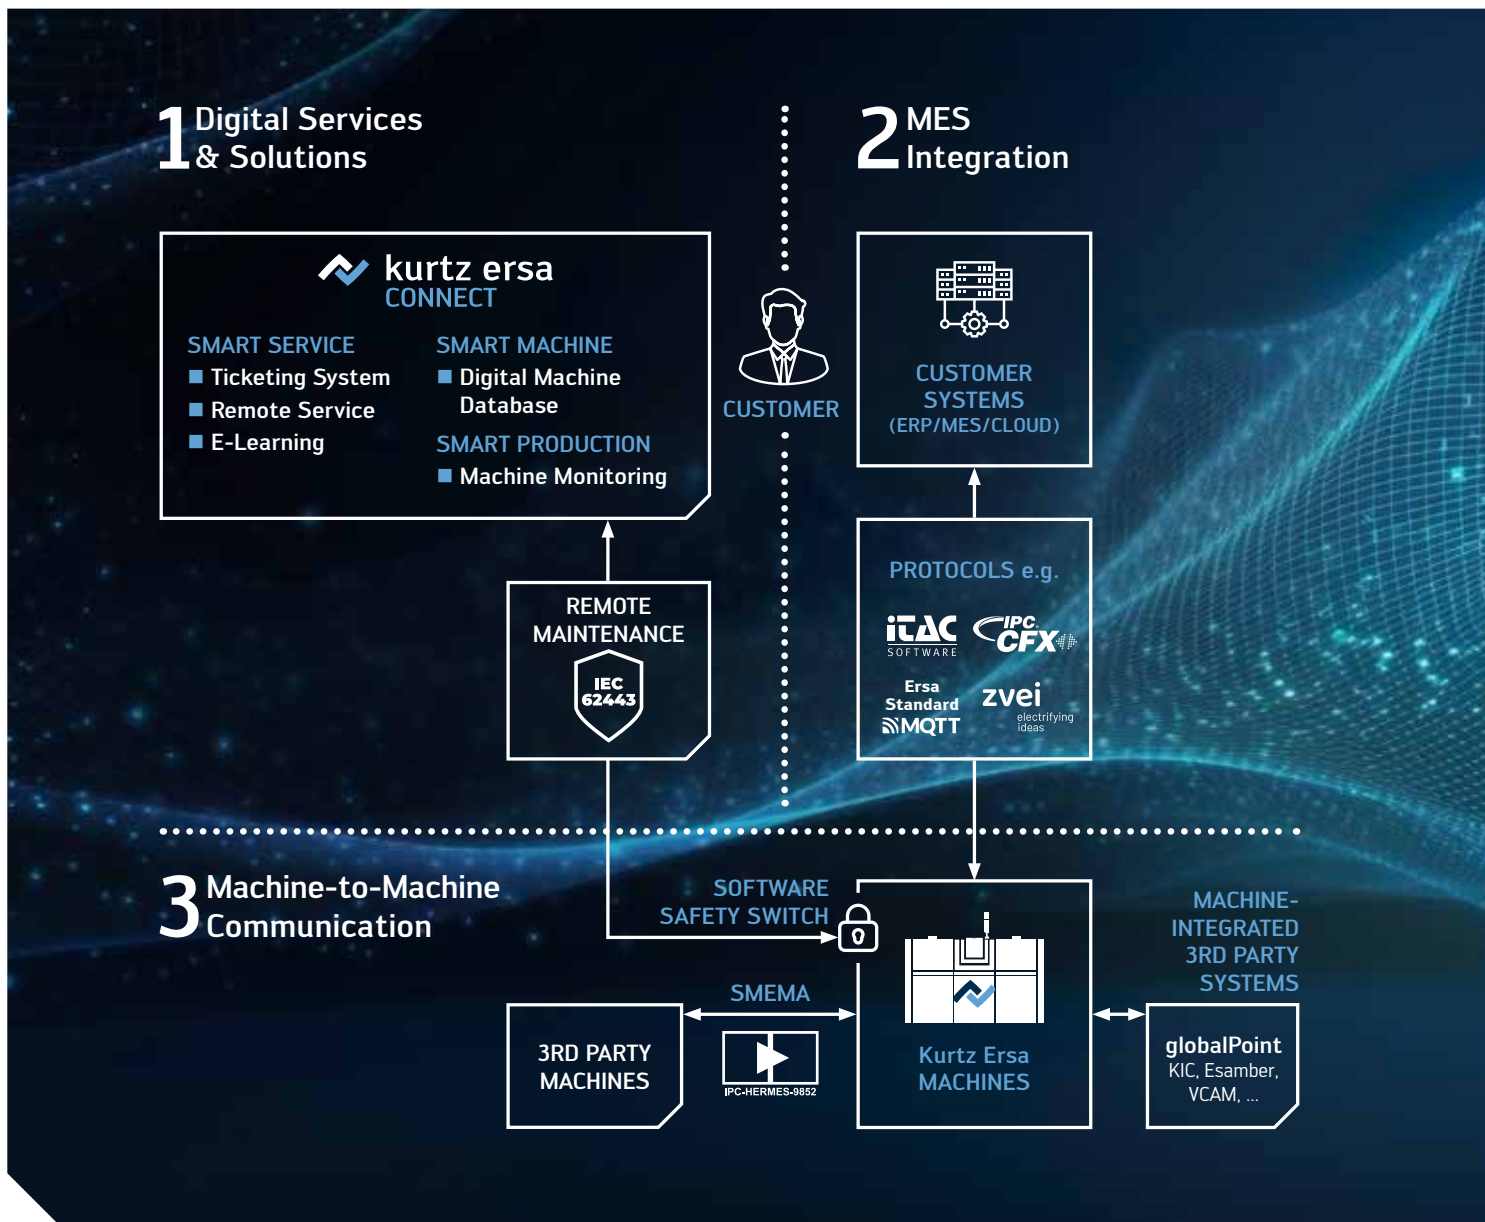 1
Digital Services
& Solutions
kurtz ersa
CONNECT
SMART SERVICE
Ticketing System
Remote Service
E-Learning
SMART MACHINE
Digital Machine
Database
SMART PRODUCTION
Machine Monitoring
CUSTOMER
2
MES
Integration
CUSTOMER
SYSTEMS
(ERP/MES/CLOUD)
PROTOCOLS e.g.
iTAC
SOFTWARE
IPC
CFX
Ersa
Standard
MQTT
zvei
electrifying
ideas
REMOTE
MAINTENANCE
IEC
62443
3
Machine-to-Machine
Communication
SOFTWARE
SAFETY SWITCH
SMEMA
IPC-HERMES-9852
3RD PARTY
MACHINES
Kurtz Ersa
MACHINES
MACHINE-
INTEGRATED
3RD PARTY
SYSTEMS
globalPoint
KIC, Esamber,
VCAM, ...